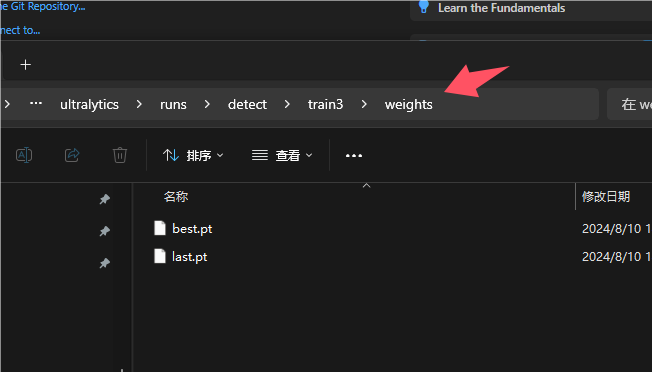 he Git Repository...
nect to...
Learn the Fundamentals
ultralytics > runs > detect > train3 > weights
在 we
排序
查看
名称
修改日期
best.pt
2024/8/10 1
last.pt
2024/8/10 1